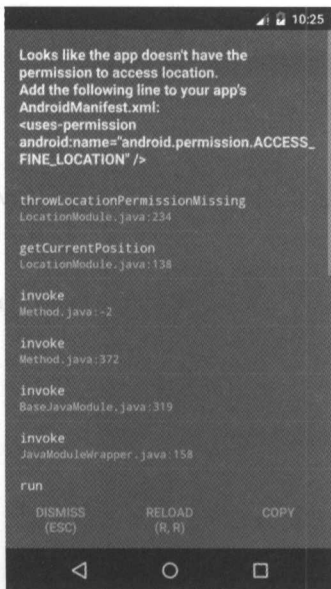 10:25
Looks like the app doesn't have the
permission to access location.
Add the following line to your app's
AndroidManifest.xml:
<uses-permission
android:name="android.permission.ACCESS_
FINE_LOCATION" />
throwLocationPermissionMissing
LocationModule.java:234
getCurrentPosition
LocationModule.java:138
invoke
Method.java:-2
invoke
Method.java:372
invoke
BaseJavaModule.java:319
invoke
JavaModuleWrapper.java:158
run
DISMISS RELOAD COPY
(ESC) (R, R)